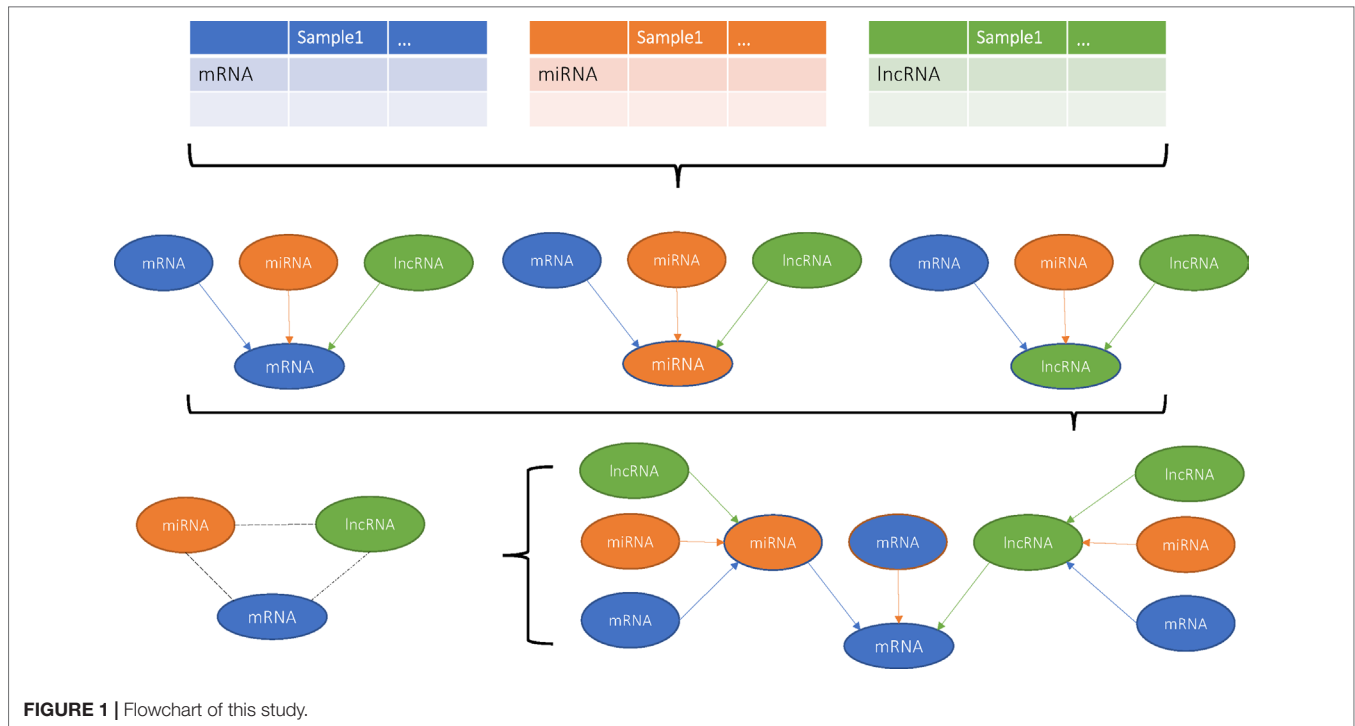 Sample1 ...
mRNA
Sample1 ...
miRNA
Sample1 ...
lncRNA
mRNA miRNA lncRNA
mRNA
mRNA miRNA lncRNA
miRNA
mRNA miRNA lncRNA
lncRNA
miRNA lncRNA
mRNA
lncRNA
miRNA
mRNA
miRNA mRNA lncRNA
mRNA
lncRNA
miRNA
mRNA
FIGURE 1 | Flowchart of this study.